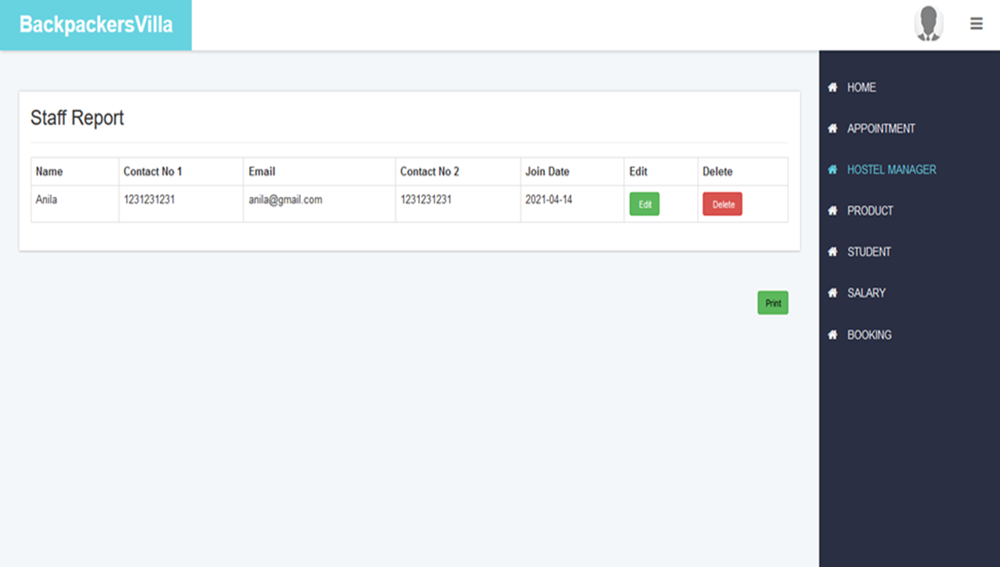 BackpackersVilla
Staff Report
Name Contact No 1 Email Contact No 2 Join Date Edit Delete
Anila 1231231231 anila@gmail.com 1231231231 2021-04-14 Edit Delete
Print
HOME
APPOINTMENT
HOSTEL MANAGER
PRODUCT
STUDENT
SALARY
BOOKING